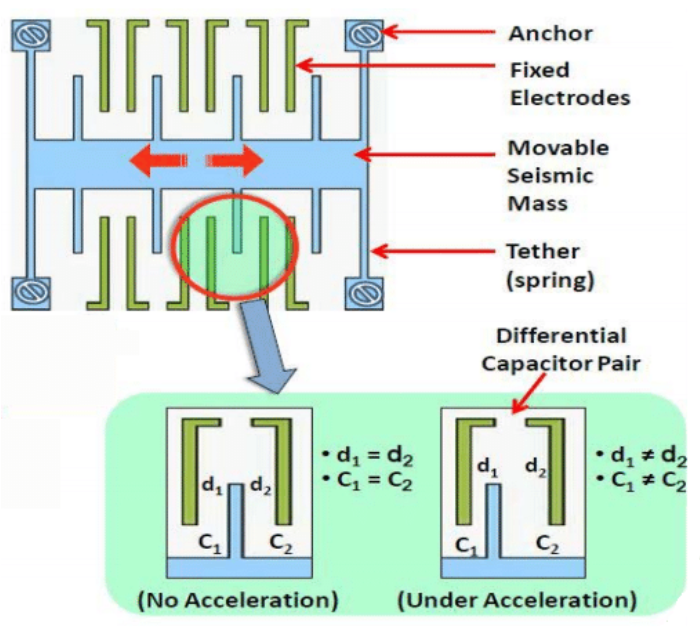 Anchor
Fixed
Electrodes
Movable
Seismic
Mass
Tether
(spring)
Differential
Capacitor Pair
• d₁ = d₂
• C₁ = C₂
d₁ d₂
C₁ C₂
(No Acceleration)
d₁ d₂
C₁ C₂
• d₁ ≠ d₂
• C₁ ≠ C₂
(Under Acceleration)